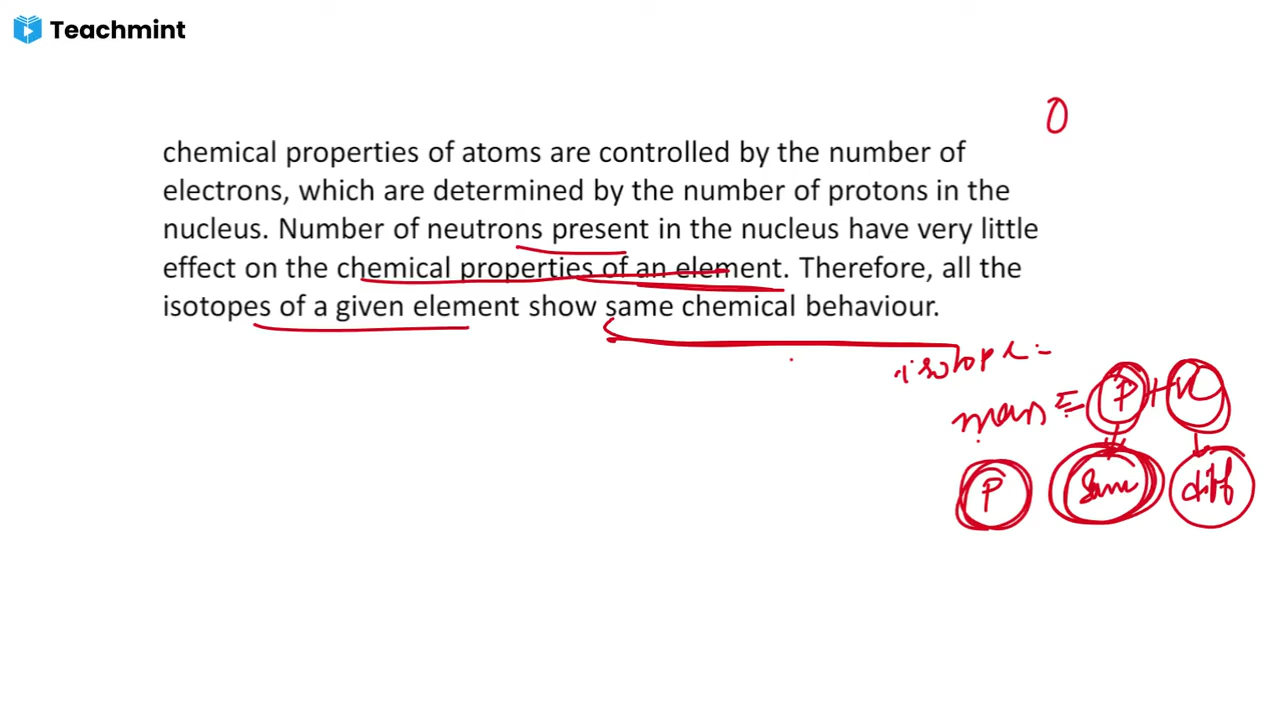 Teachmint
0
chemical properties of atoms are controlled by the number of
electrons, which are determined by the number of protons in the
nucleus. Number of neutrons present in the nucleus have very little
effect on the chemical properties of an element. Therefore, all the
isotopes of a given element show same chemical behaviour.
isotope =
mass = P + n
P same diff